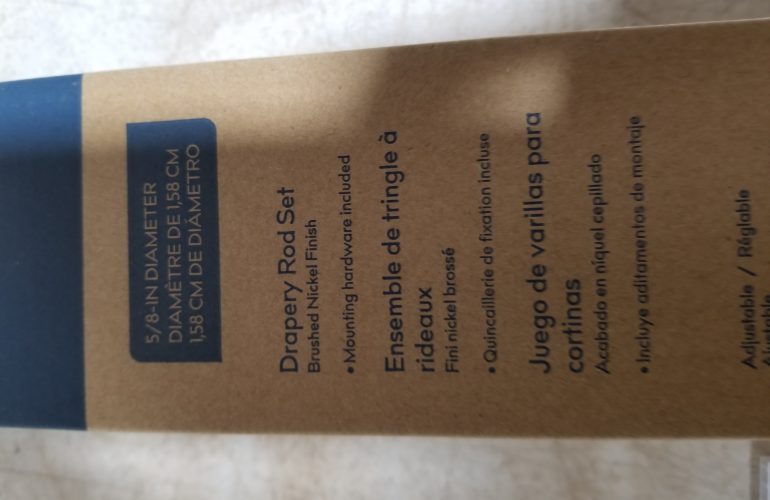 5/8-IN DIAMETER
DIAMÈTRE DE 1,58 CM
1,58 CM DE DIÁMETRO
Drapery Rod Set
Brushed Nickel Finish
• Mounting hardware included
Ensemble de tringle à
rideaux
Fini nickel brossé
• Quincaillerie de fixation incluse
Juego de varillas para
cortinas
Acabado en níquel cepillado
• Incluye aditamentos de montaje
Adjustable / Réglable